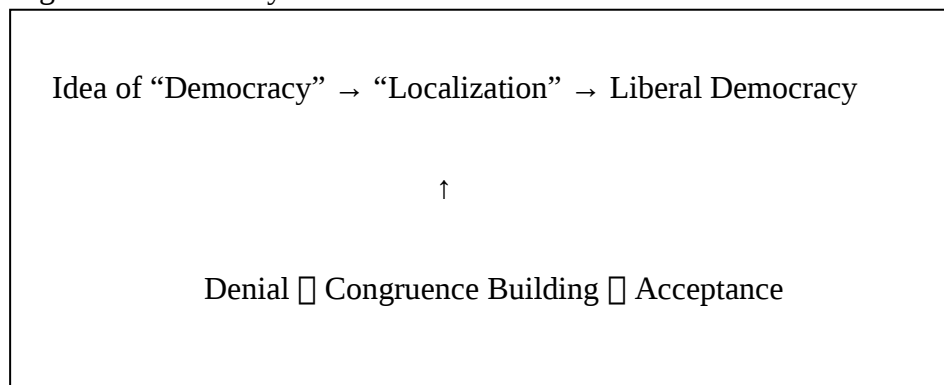 Idea of “Democracy” → “Localization” → Liberal Democracy
↑
Denial  Congruence Building  Acceptance